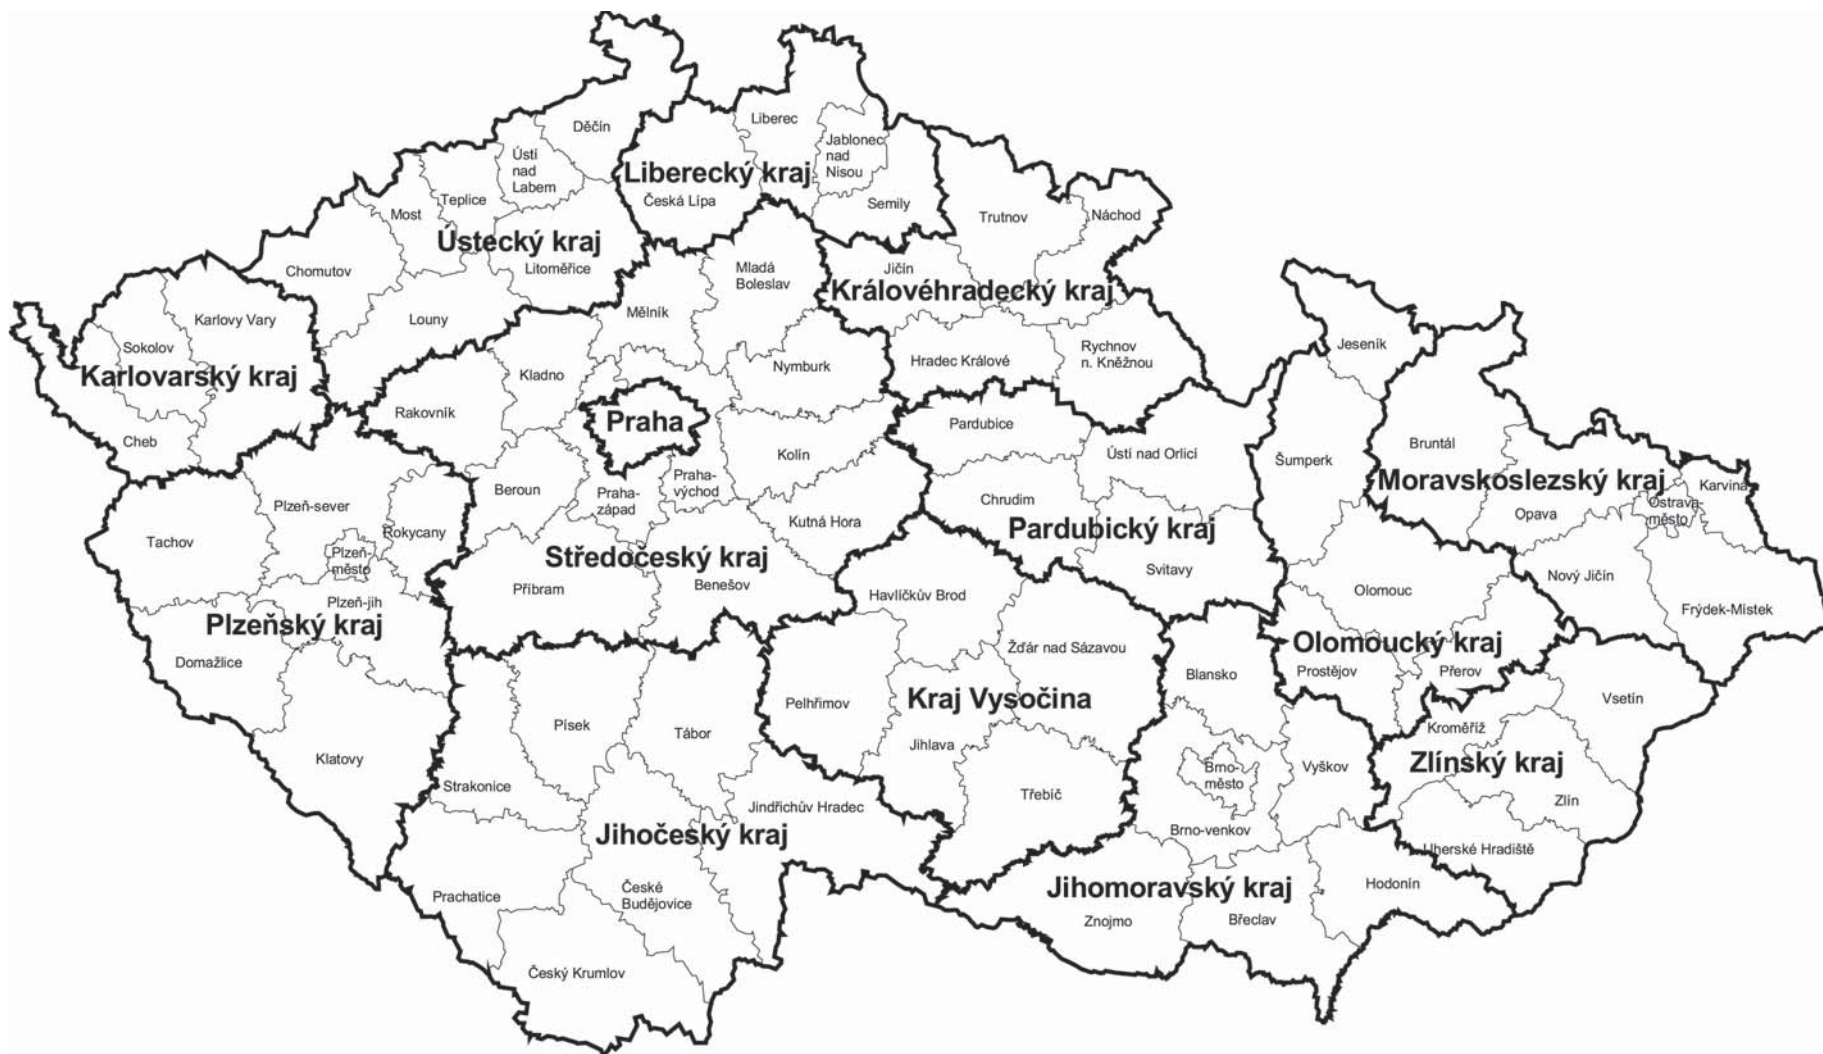 Děčín
Liberec
Ústí
nad
Labem
Jablonec
nad
Nisou
Liberecký kraj
Česká Lípa
Teplice
Most
Semily
Trutnov
Náchod
Ústecký kraj
Litoměřice
Chomutov
Mladá
Boleslav
Jičín
Královéhradecký kraj
Mělník
Louny
Karlovy Vary
Sokolov
Karlovarský kraj
Cheb
Kladno
Rakovník
Nymburk
Hradec Králové
Rychnov
n. Kněžnou
Jeseník
Praha
Pardubice
Ústí nad Orlicí
Šumperk
Bruntál
Kolín
Beroun
Praha-
západ
Praha-
východ
Chrudim
Moravskoslezský kraj
Karviná
Ostrava-
město
Opava
Plzeň-sever
Rokycany
Tachov
Plzeň-
město
Kutná Hora
Pardubický kraj
Středočeský kraj
Příbram
Benešov
Svitavy
Nový Jičín
Frýdek-Místek
Olomouc
Havlíčkův Brod
Plzeň-jih
Plzeňský kraj
Domažlice
Olomoucký kraj
Prostějov
Přerov
Žďár nad Sázavou
Blansko
Pelhřimov
Kraj Vysočina
Vsetín
Písek
Tábor
Kroměříž
Zlínský kraj
Klatovy
Jihlava
Strakonice
Brno-
město
Vyškov
Třebíč
Zlín
Jindřichův Hradec
Jihočeský kraj
Brno-venkov
Uherské Hradiště
Prachatice
České
Budějovice
Jihomoravský kraj
Hodonín
Znojmo
Břeclav
Český Krumlov